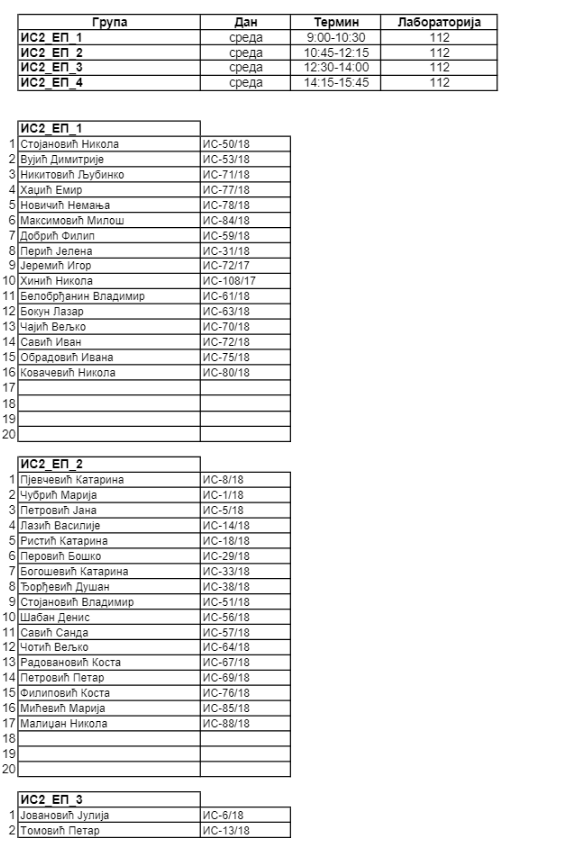 Група Дан Термин Лабораторија
ИС2_ЕП_1 среда 9:00-10:30 112
ИС2_ЕП_2 среда 10:45-12:15 112
ИС2_ЕП_3 среда 12:30-14:00 112
ИС2_ЕП_4 среда 14:15-15:45 112
ИС2_ЕП_1
1 Стојановић Никола ИС-50/18
2 Вујић Димитрије ИС-53/18
3 Никитовић Љубинко ИС-71/18
4 Хаџић Емир ИС-77/18
5 Новичић Немања ИС-78/18
6 Максимовић Милош ИС-84/18
7 Добрић Филип ИС-59/18
8 Перић Јелена ИС-31/18
9 Јеремић Игор ИС-72/17
10 Хинић Никола ИС-108/17
11 Белобрђанин Владимир ИС-61/18
12 Бокун Лазар ИС-63/18
13 Чајић Вељко ИС-70/18
14 Савић Иван ИС-72/18
15 Обрадовић Ивана ИС-75/18
16 Ковачевић Никола ИС-80/18
17
18
19
20
ИС2_ЕП_2
1 Пјевчевић Катарина ИС-8/18
2 Чубрић Марија ИС-1/18
3 Петровић Јана ИС-5/18
4 Лазић Василије ИС-14/18
5 Ристић Катарина ИС-18/18
6 Перовић Бошко ИС-29/18
7 Богошевић Катарина ИС-33/18
8 Ђорђевић Душан ИС-38/18
9 Стојановић Владимир ИС-51/18
10 Шабан Денис ИС-56/18
11 Савић Санда ИС-57/18
12 Чотић Вељко ИС-64/18
13 Радовановић Коста ИС-67/18
14 Петровић Петар ИС-69/18
15 Филиповић Коста ИС-76/18
16 Мићевић Марија ИС-85/18
17 Малиџан Никола ИС-88/18
18
19
20
ИС2_ЕП_3
1 Јовановић Јулија ИС-6/18
2 Томовић Петар ИС-13/18